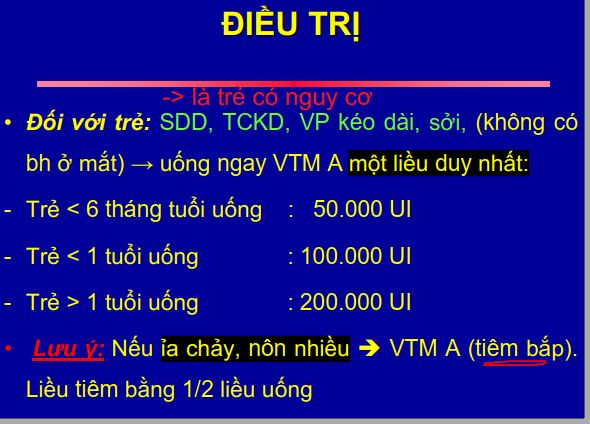 ĐIỀU TRỊ
-> là trẻ có nguy cơ
• Đối với trẻ: SDD, TCKD, VP kéo dài, sởi, (không có
bh ở mắt) → uống ngay VTM A một liều duy nhất:
- Trẻ < 6 tháng tuổi uống : 50.000 UI
- Trẻ < 1 tuổi uống : 100.000 UI
- Trẻ > 1 tuổi uống : 200.000 UI
• Lưu ý: Nếu ỉa chảy, nôn nhiều ➔ VTM A (tiêm bắp).
Liều tiêm bằng 1/2 liều uống